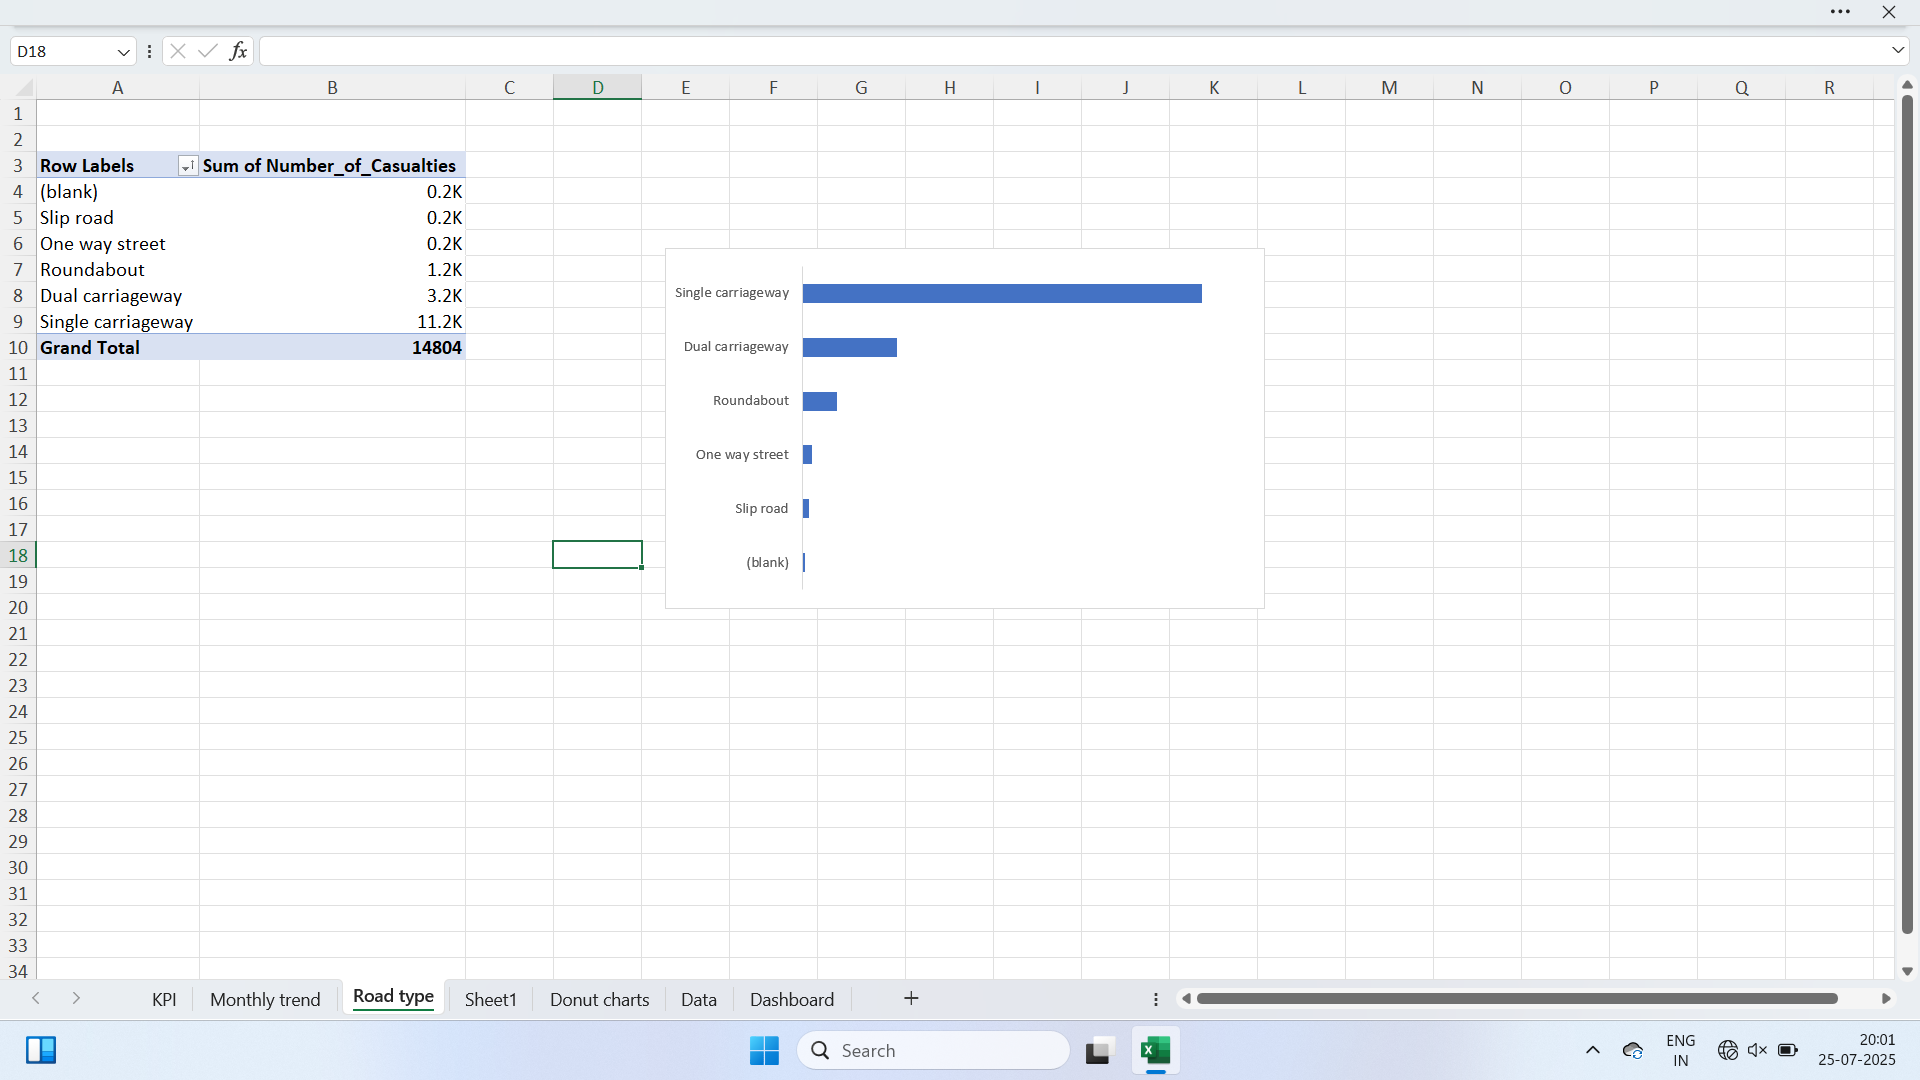 D18
fx
A B C D E F G H I J K L M N O P Q R
1
2
3 Row Labels Sum of Number_of_Casualties
4 (blank) 0.2K
5 Slip road 0.2K
6 One way street 0.2K
7 Roundabout 1.2K
8 Dual carriageway 3.2K
9 Single carriageway 11.2K
10 Grand Total 14804
11
12
13
14
15
16
17
18
19
20
21
22
23
24
25
26
27
28
29
30
31
32
33
34
Single carriageway
Dual carriageway
Roundabout
One way street
Slip road
(blank)
KPI Monthly trend Road type Sheet1 Donut charts Data Dashboard
Search
ENG
IN
20:01
25-07-2025